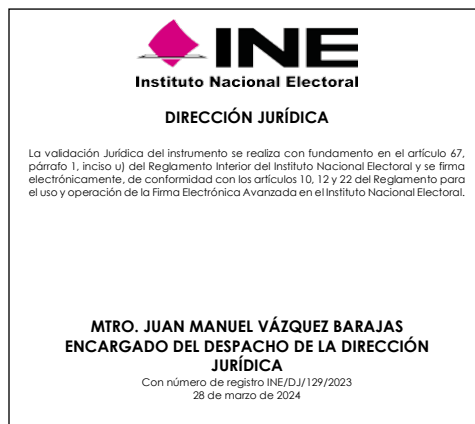 INE
Instituto Nacional Electoral
DIRECCIÓN JURÍDICA
La validación Jurídica del instrumento se realiza con fundamento en el artículo 67,
párrafo 1, inciso u) del Reglamento Interior del Instituto Nacional Electoral y se firma
electrónicamente, de conformidad con los artículos 10, 12 y 22 del Reglamento para
el uso y operación de la Firma Electrónica Avanzada en el Instituto Nacional Electoral.
MTRO. JUAN MANUEL VÁZQUEZ BARAJAS
ENCARGADO DEL DESPACHO DE LA DIRECCIÓN
JURÍDICA
Con número de registro INE/DJ/129/2023
28 de marzo de 2024